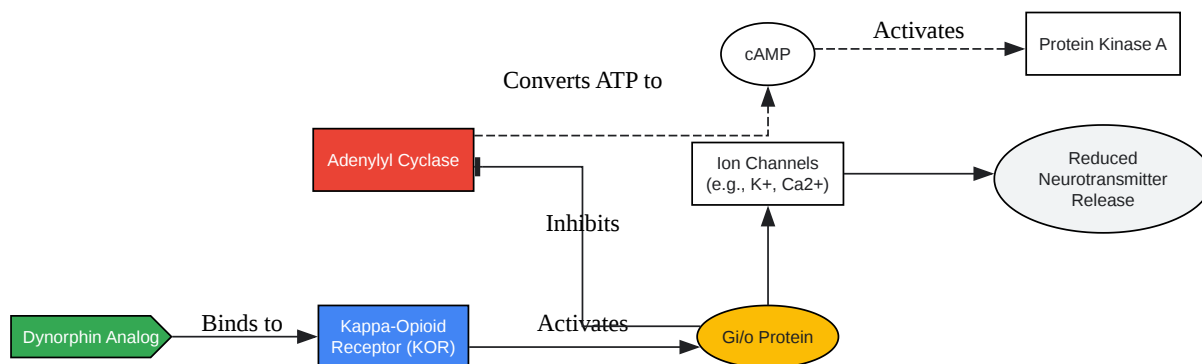 Activates
cAMP
Protein Kinase A
Converts ATP to
Adenylyl Cyclase
Ion Channels
(e.g., K+, Ca2+)
Reduced
Neurotransmitter
Release
Inhibits
Dynorphin Analog
Binds to
Kappa-Opioid
Receptor (KOR)
Activates
Gi/o Protein